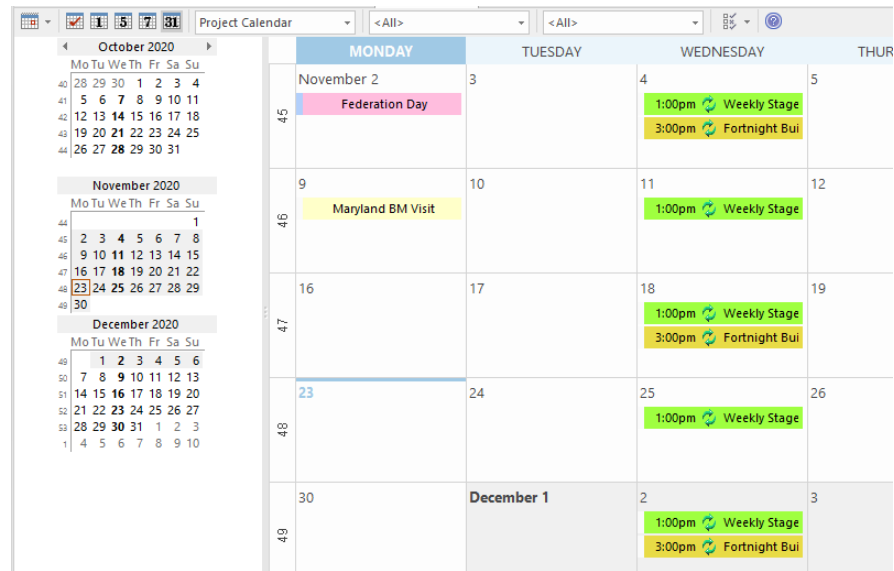 1 5 7 31 Project Calendar <All> <All>
October 2020
Mo Tu We Th Fr Sa Su
40 28 29 30 1 2 3 4
41 5 6 7 8 9 10 11
42 12 13 14 15 16 17 18
43 19 20 21 22 23 24 25
44 26 27 28 29 30 31
November 2020
Mo Tu We Th Fr Sa Su
44 1
45 2 3 4 5 6 7 8
46 9 10 11 12 13 14 15
47 16 17 18 19 20 21 22
48 23 24 25 26 27 28 29
49 30
December 2020
Mo Tu We Th Fr Sa Su
49 1 2 3 4 5 6
50 7 8 9 10 11 12 13
51 14 15 16 17 18 19 20
52 21 22 23 24 25 26 27
53 28 29 30 31 1 2 3
1 4 5 6 7 8 9 10
MONDAY TUESDAY WEDNESDAY THUR
45
November 2 3 4 5
Federation Day 1:00pm Weekly Stage
3:00pm Fortnight Bui
46
9 10 11 12
Maryland BM Visit 1:00pm Weekly Stage
47
16 17 18 19
1:00pm Weekly Stage
3:00pm Fortnight Bui
48
23 24 25 26
1:00pm Weekly Stage
49
30 December 1 2 3
1:00pm Weekly Stage
3:00pm Fortnight Bui